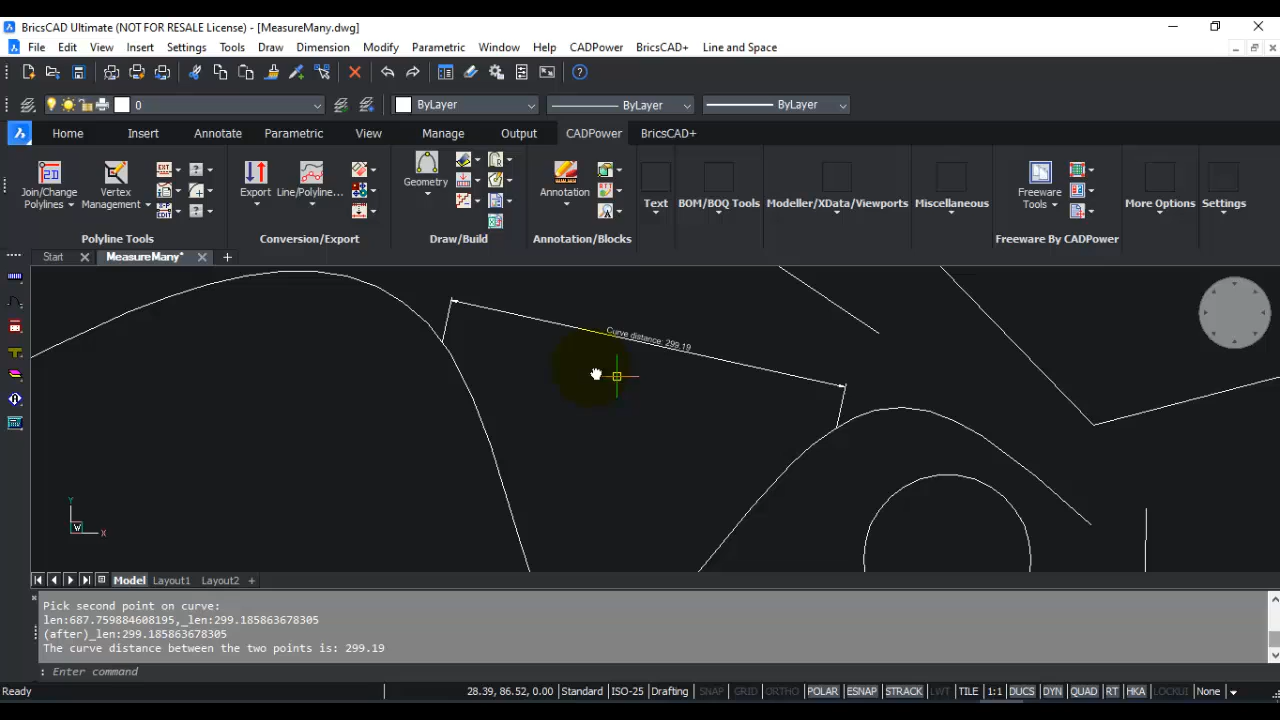 BricsCAD Ultimate (NOT FOR RESALE License) - [MeasureMany.dwg]
File Edit View Insert Settings Tools Draw Dimension Modify Parametric Window Help CADPower BricsCAD+ Line and Space
0 ByLayer ByLayer ByLayer
Home Insert Annotate Parametric View Manage Output CADPower BricsCAD+
Join/Change Polylines
Vertex Management
Export
Line/Polyline...
Geometry
Annotation
Text
BOM/BOQ Tools
Modeller/XData/Viewports
Miscellaneous
Freeware Tools
More Options
Settings
Polyline Tools Conversion/Export Draw/Build Annotation/Blocks Freeware By CADPower
Start MeasureMany*
Curve distance: 299.19
Y
W X
Model Layout1 Layout2
Pick second point on curve:
len:687.759884608195,_len:299.185863678305
(after)_len:299.185863678305
The curve distance between the two points is: 299.19
: Enter command
Ready 28.39, 86.52, 0.00 Standard ISO-25 Drafting SNAP GRID ORTHO POLAR ESNAP STRACK LWT TILE 1:1 DUCS DYN QUAD RT HKA LOCKUI None